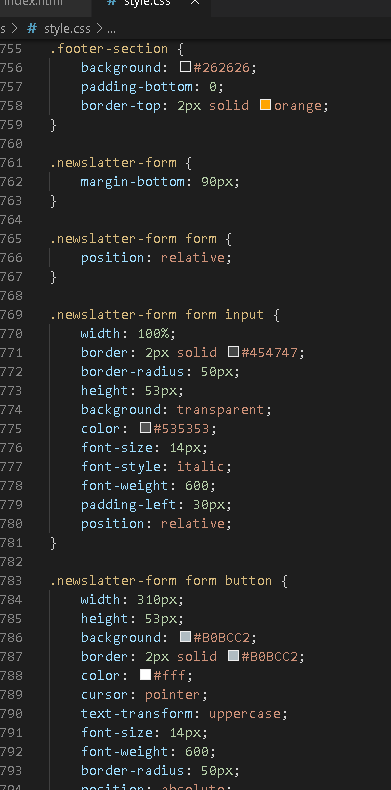 index.html
# style.css ×
s > # style.css > ...
755 .footer-section {
756 background: #262626;
757 padding-bottom: 0;
758 border-top: 2px solid orange;
759 }
760
761 .newslatter-form {
762 margin-bottom: 90px;
763 }
764
765 .newslatter-form form {
766 position: relative;
767 }
768
769 .newslatter-form form input {
770 width: 100%;
771 border: 2px solid #454747;
772 border-radius: 50px;
773 height: 53px;
774 background: transparent;
775 color: #535353;
776 font-size: 14px;
777 font-style: italic;
778 font-weight: 600;
779 padding-left: 30px;
780 position: relative;
781 }
782
783 .newslatter-form form button {
784 width: 310px;
785 height: 53px;
786 background: #B0BCC2;
787 border: 2px solid #B0BCC2;
788 color: #fff;
789 cursor: pointer;
790 text-transform: uppercase;
791 font-size: 14px;
792 font-weight: 600;
793 border-radius: 50px;
794 position: absolute;